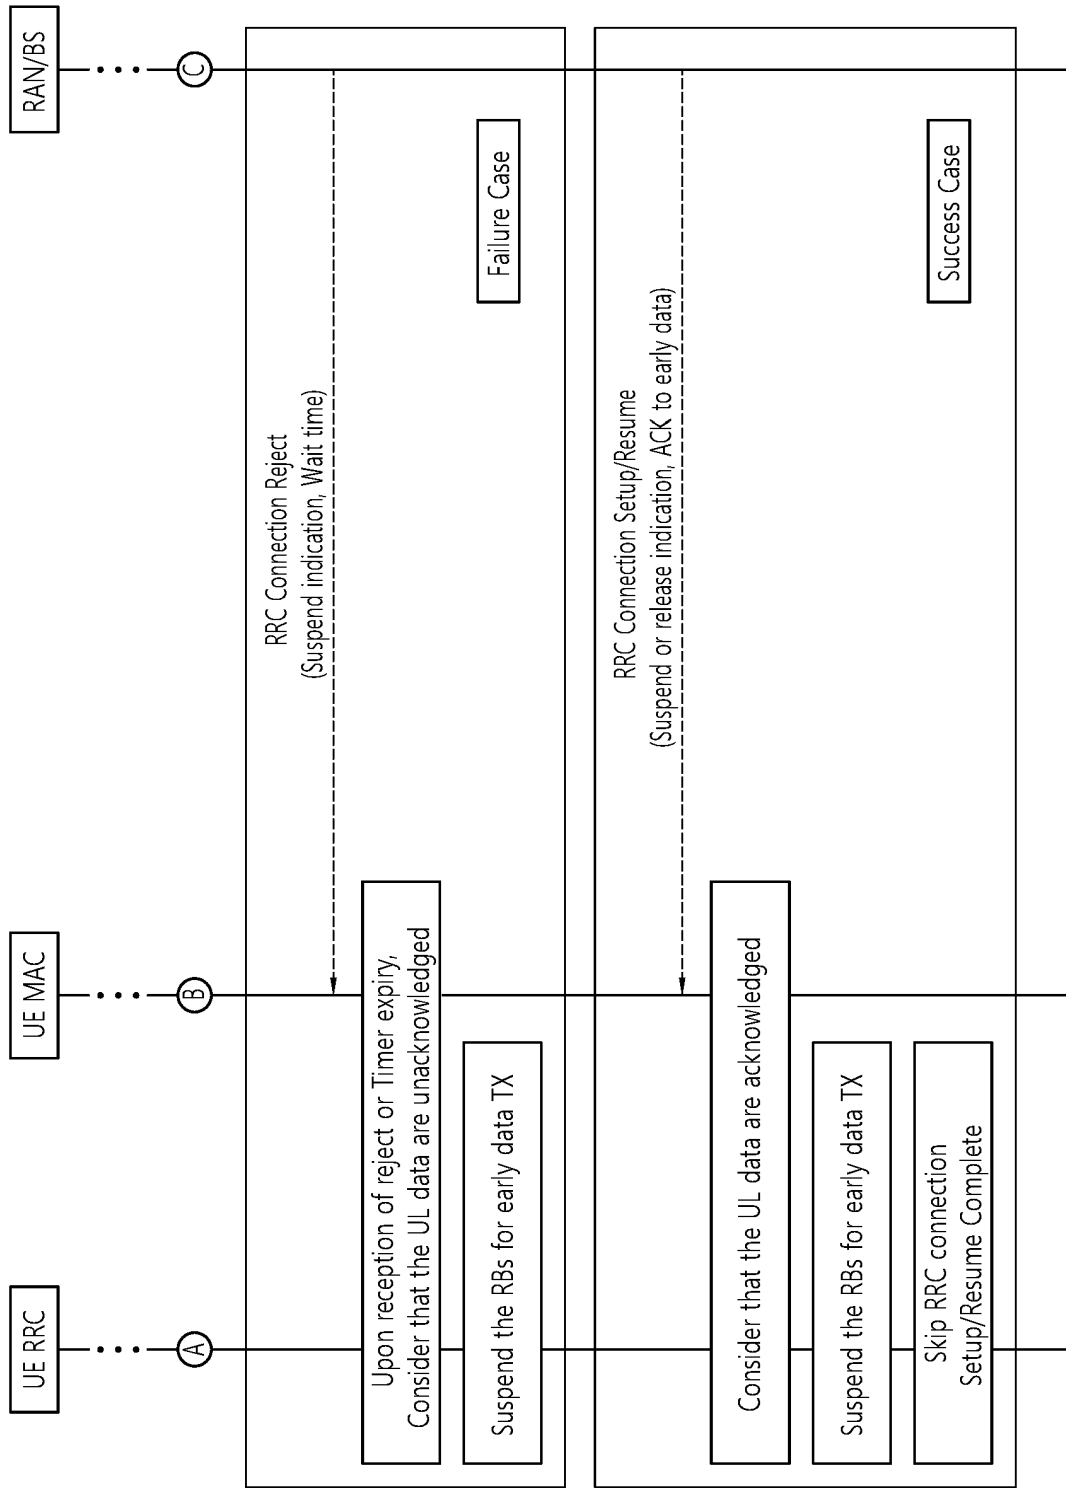 UE RRC
UE MAC
RAN/BS
A
B
C
RRC Connection Reject
(Suspend indication, Wait time)
Upon reception of reject or Timer expiry,
Consider that the UL data are unacknowledged
Suspend the RBs for early data TX
Failure Case
RRC Connection Setup/Resume
(Suspend or release indication, ACK to early data)
Consider that the UL data are acknowledged
Suspend the RBs for early data TX
Skip RRC connection
Setup/Resume Complete
Success Case